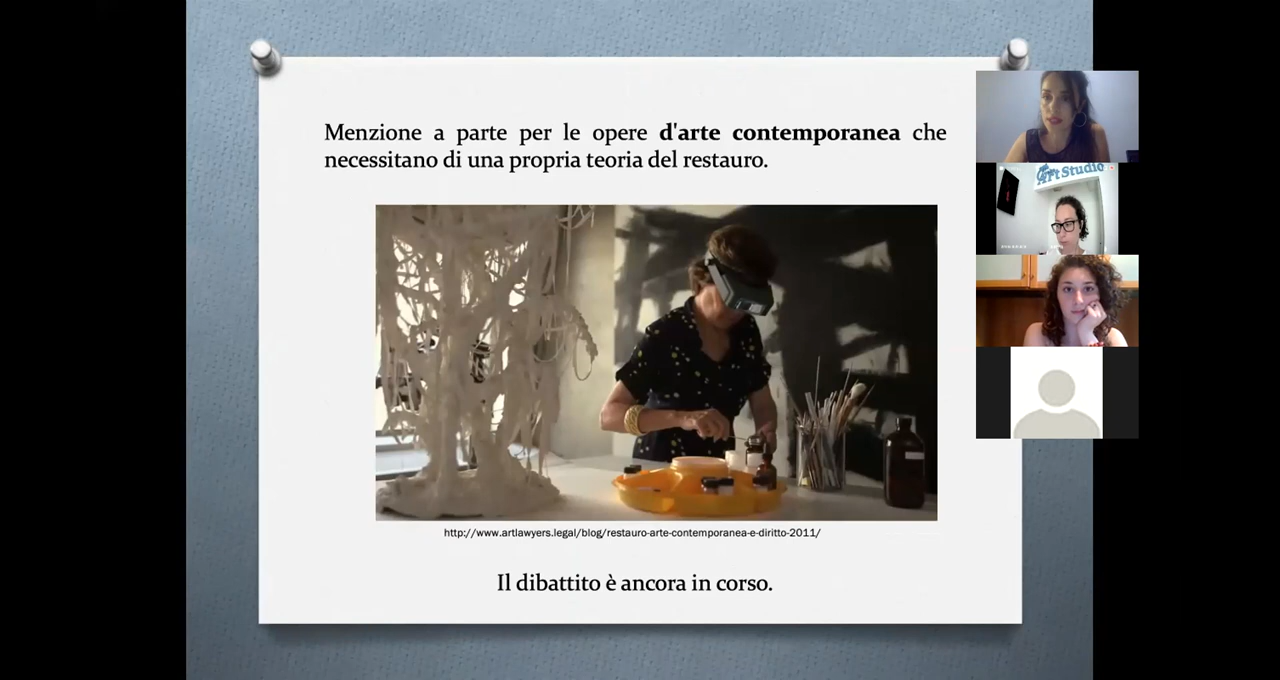 Menzione a parte per le opere d'arte contemporanea che
necessitano di una propria teoria del restauro.
ArtStudio
http://www.artlawyers.legal/blog/restauro-arte-contemporanea-e-diritto-2011/
Il dibattito è ancora in corso.